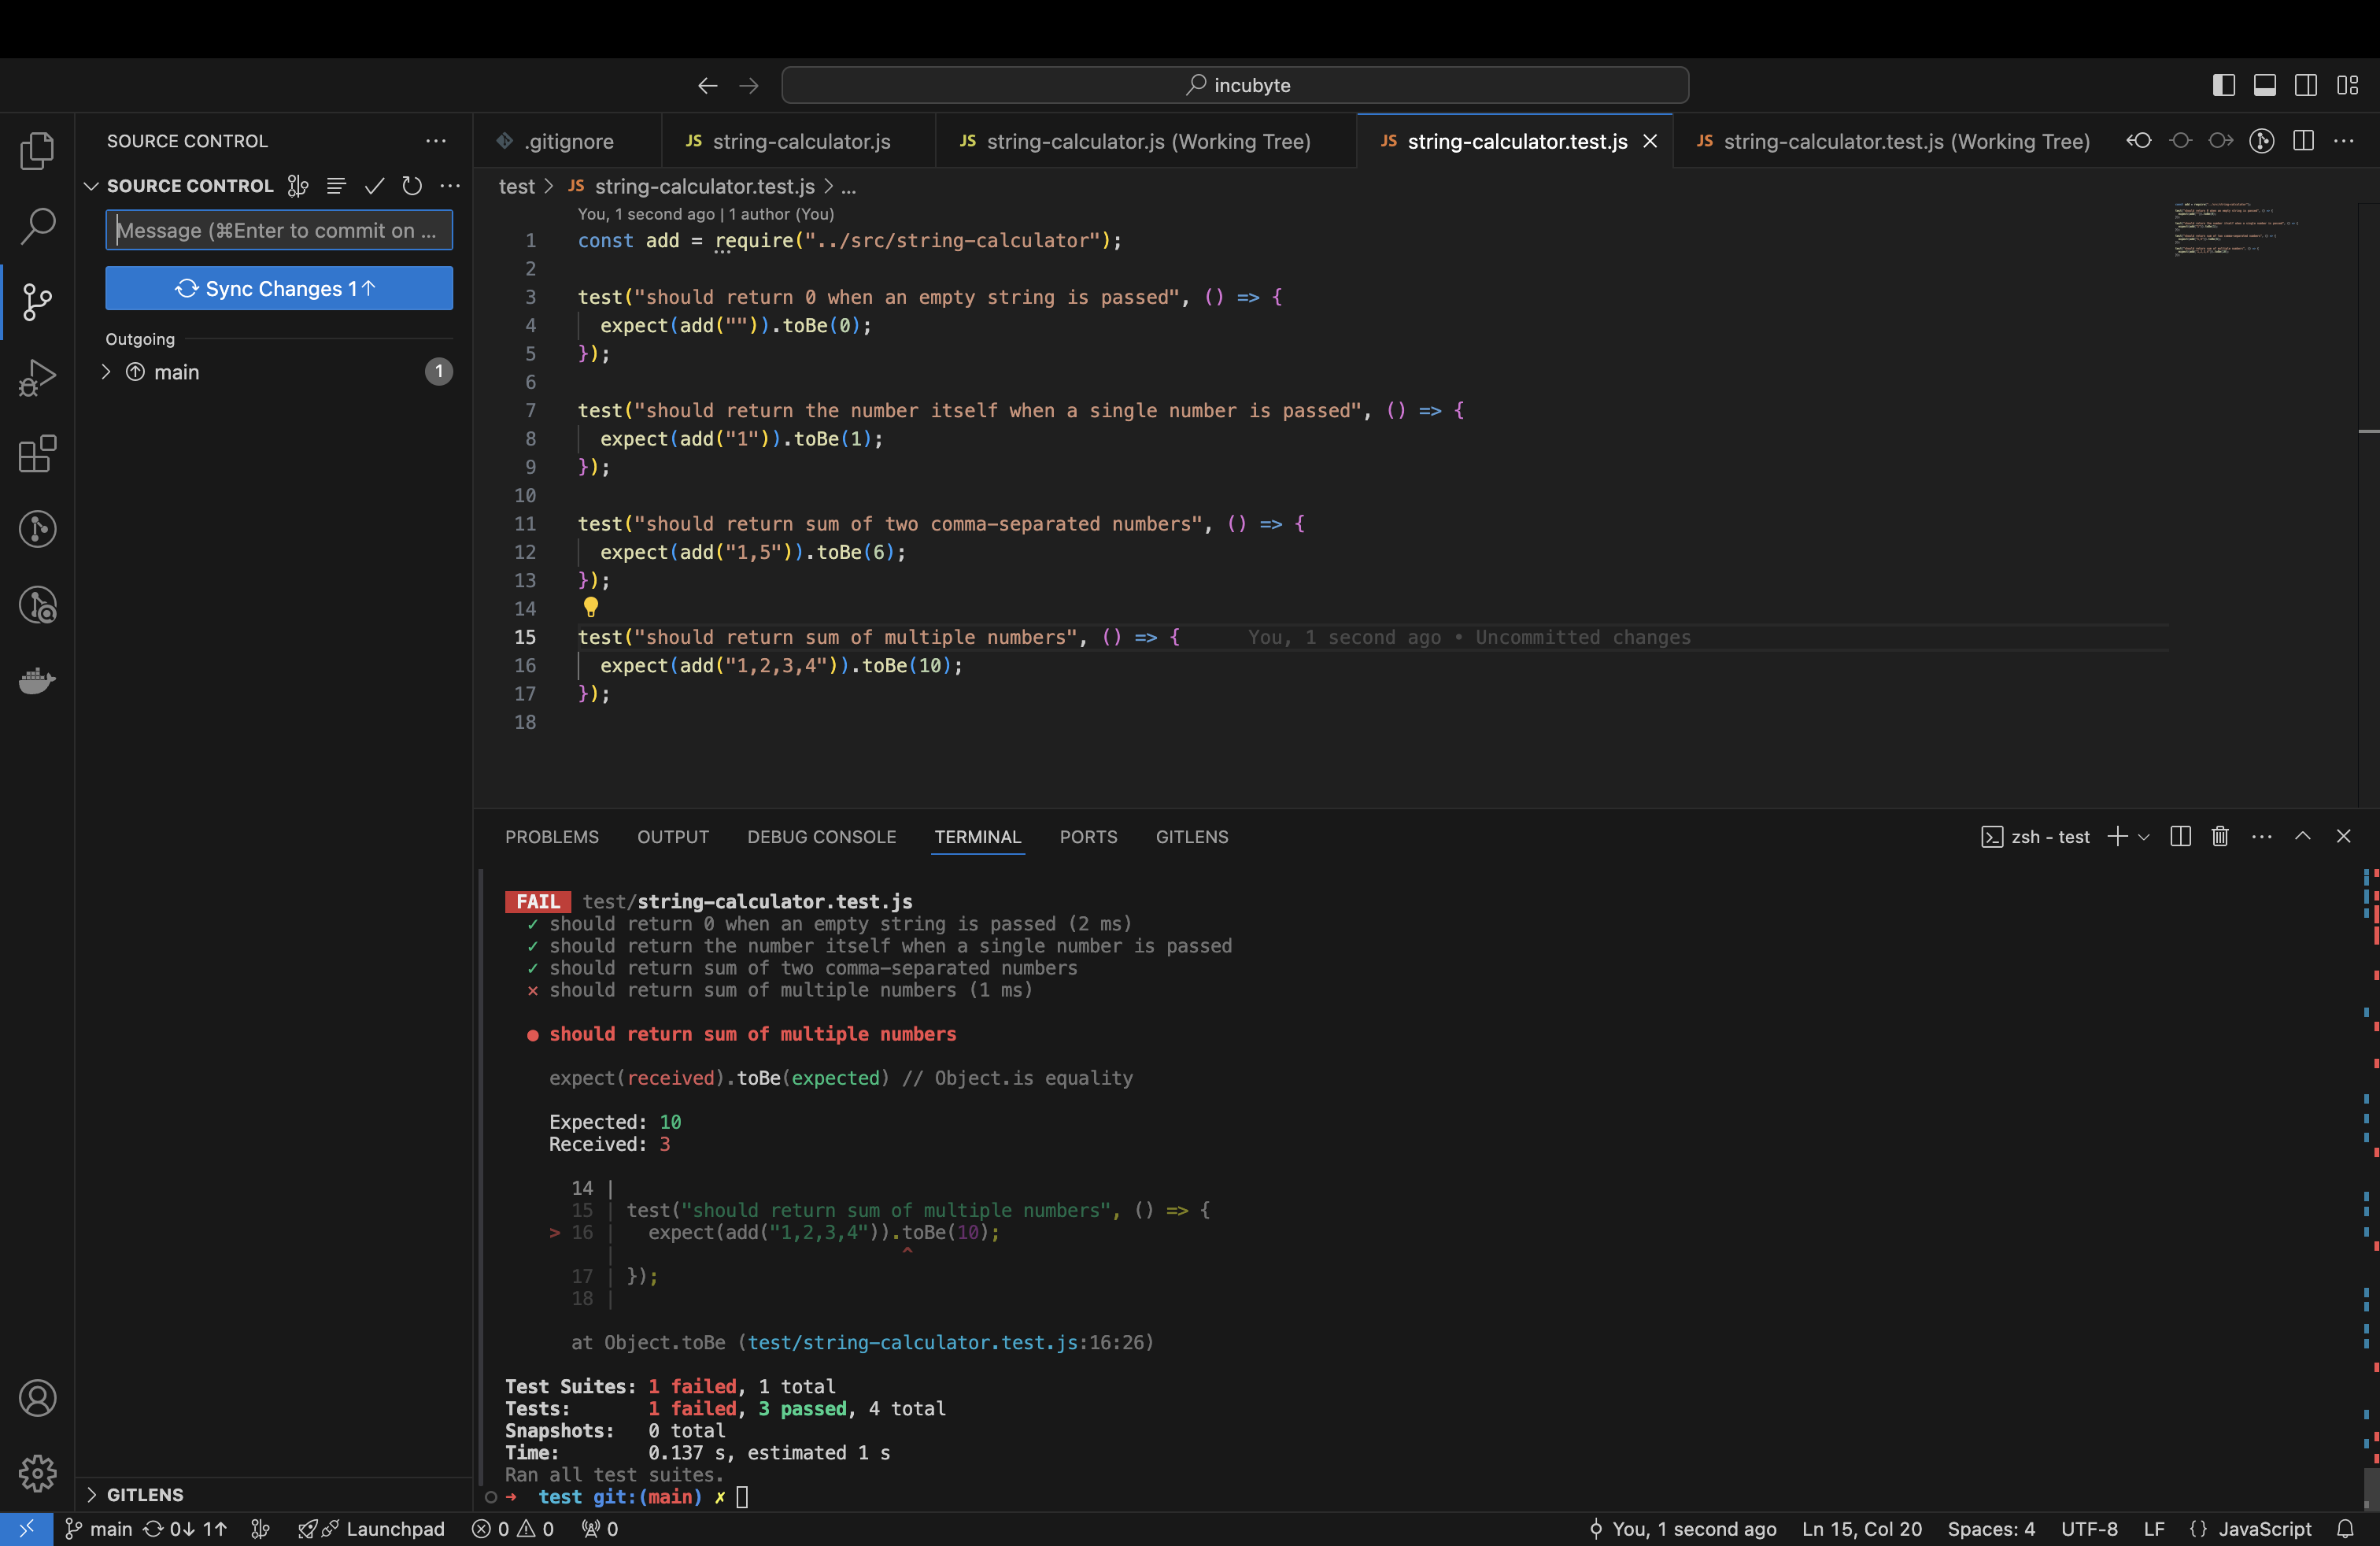 incubyte
SOURCE CONTROL
SOURCE CONTROL
Message (⌘Enter to commit on ...
Sync Changes 1↑
Outgoing
main
1
GITLENS
.gitignore
JS string-calculator.js
JS string-calculator.js (Working Tree)
JS string-calculator.test.js
JS string-calculator.test.js (Working Tree)
test > JS string-calculator.test.js > ...
You, 1 second ago | 1 author (You)
1 const add = require("../src/string-calculator");
2
3 test("should return 0 when an empty string is passed", () => {
4 expect(add("")).toBe(0);
5 });
6
7 test("should return the number itself when a single number is passed", () => {
8 expect(add("1")).toBe(1);
9 });
10
11 test("should return sum of two comma-separated numbers", () => {
12 expect(add("1,5")).toBe(6);
13 });
14
15 test("should return sum of multiple numbers", () => { You, 1 second ago • Uncommitted changes
16 expect(add("1,2,3,4")).toBe(10);
17 });
18
PROBLEMS OUTPUT DEBUG CONSOLE TERMINAL PORTS GITLENS
zsh - test
FAIL test/string-calculator.test.js
✓ should return 0 when an empty string is passed (2 ms)
✓ should return the number itself when a single number is passed
✓ should return sum of two comma-separated numbers
✕ should return sum of multiple numbers (1 ms)
● should return sum of multiple numbers
expect(received).toBe(expected) // Object.is equality
Expected: 10
Received: 3
14 |
15 | test("should return sum of multiple numbers", () => {
> 16 | expect(add("1,2,3,4")).toBe(10);
| ^
17 | });
18 |
at Object.toBe (test/string-calculator.test.js:16:26)
Test Suites: 1 failed, 1 total
Tests: 1 failed, 3 passed, 4 total
Snapshots: 0 total
Time: 0.137 s, estimated 1 s
Ran all test suites.
➜ test git:(main) ✗
main 0↓ 1↑ Launchpad 0 0 0
You, 1 second ago Ln 15, Col 20 Spaces: 4 UTF-8 LF {} JavaScript